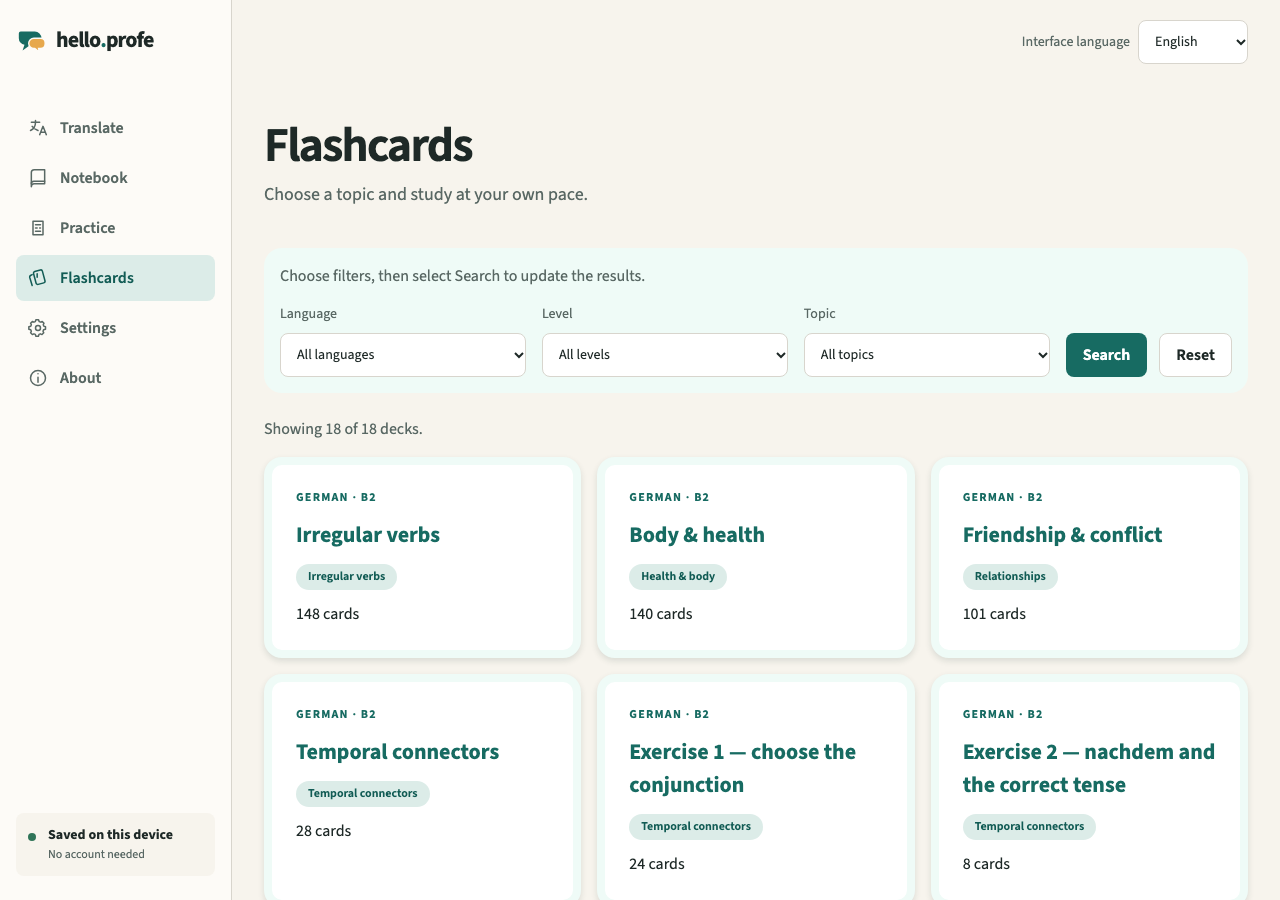 hello.profe
Interface language
English
Translate
Notebook
Practice
Flashcards
Settings
About
Saved on this device
No account needed
Flashcards
Choose a topic and study at your own pace.
Choose filters, then select Search to update the results.
Language
Level
Topic
All languages
All levels
All topics
Search
Reset
Showing 18 of 18 decks.
GERMAN · B2
Irregular verbs
Irregular verbs
148 cards
GERMAN · B2
Body & health
Health & body
140 cards
GERMAN · B2
Friendship & conflict
Relationships
101 cards
GERMAN · B2
Temporal connectors
Temporal connectors
28 cards
GERMAN · B2
Exercise 1 — choose the
conjunction
Temporal connectors
24 cards
GERMAN · B2
Exercise 2 — nachdem and
the correct tense
Temporal connectors
8 cards